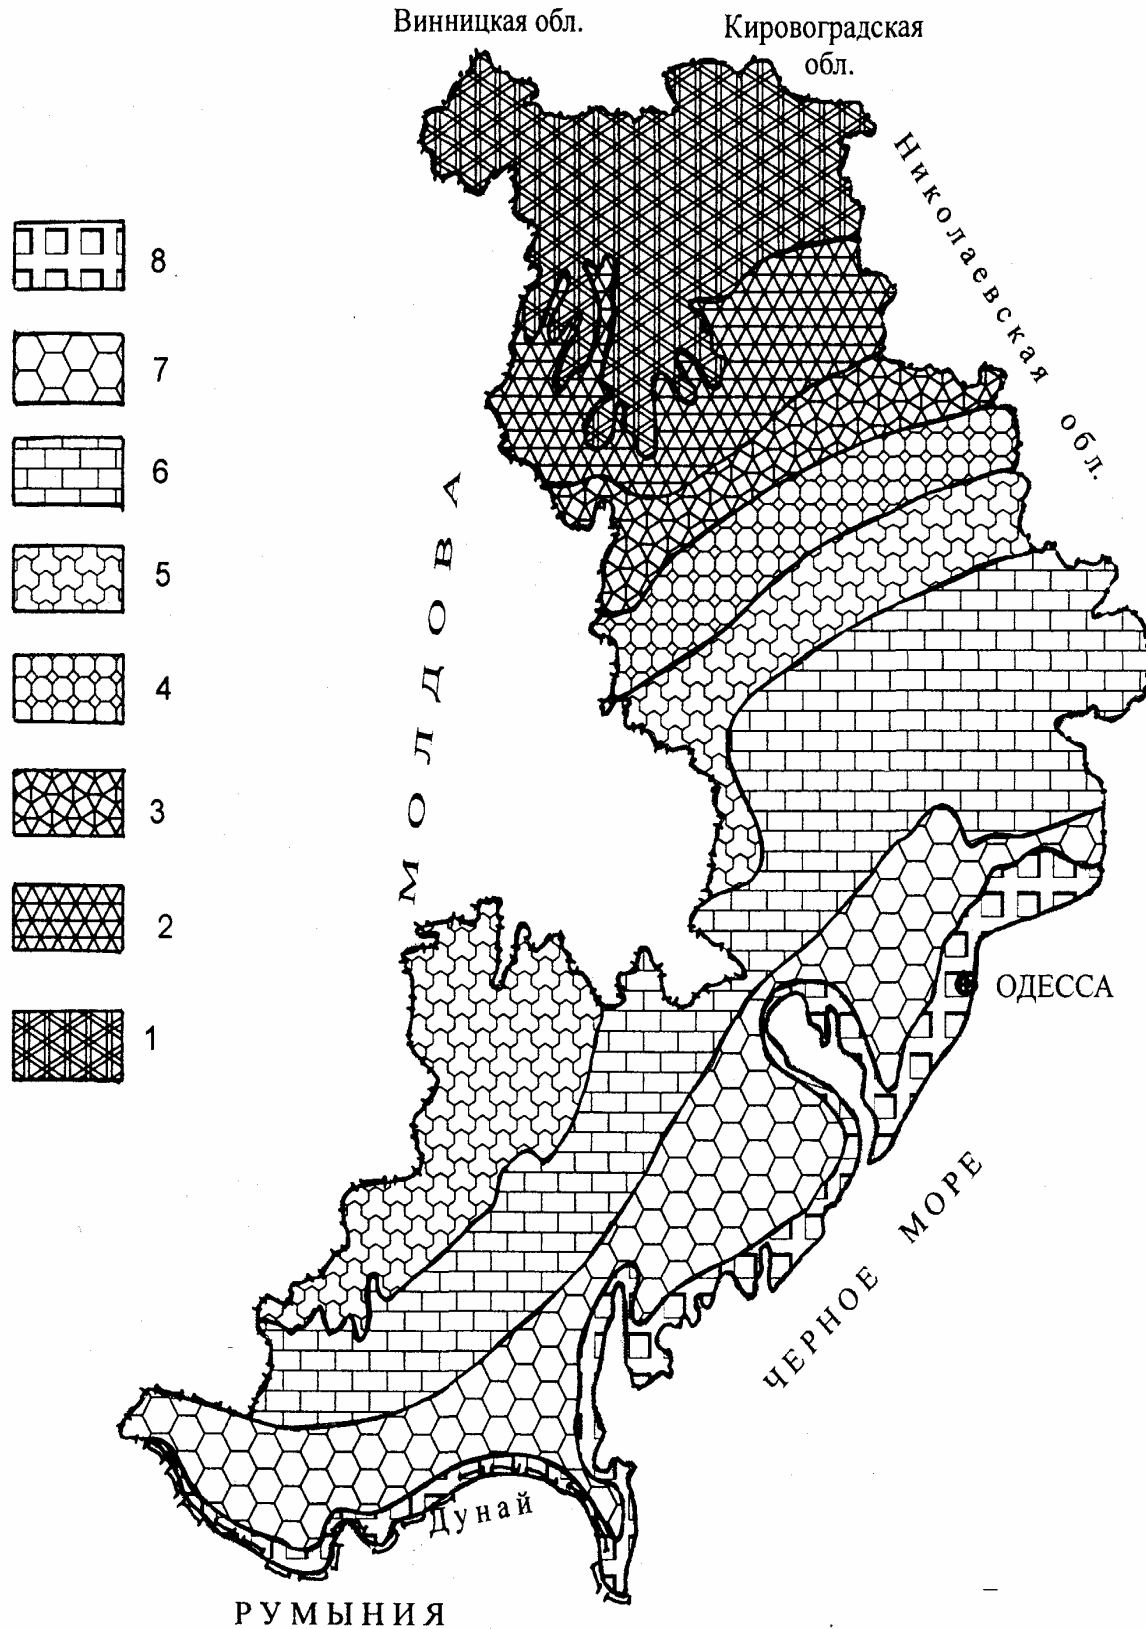 Винницкая обл.
Кировоградская
обл.
Николаевская обл.
8
7
6
5
4
3
2
1
МОЛДОВА
ОДЕССА
ЧЕРНОЕ МОРЕ
Дунай
РУМЫНИЯ